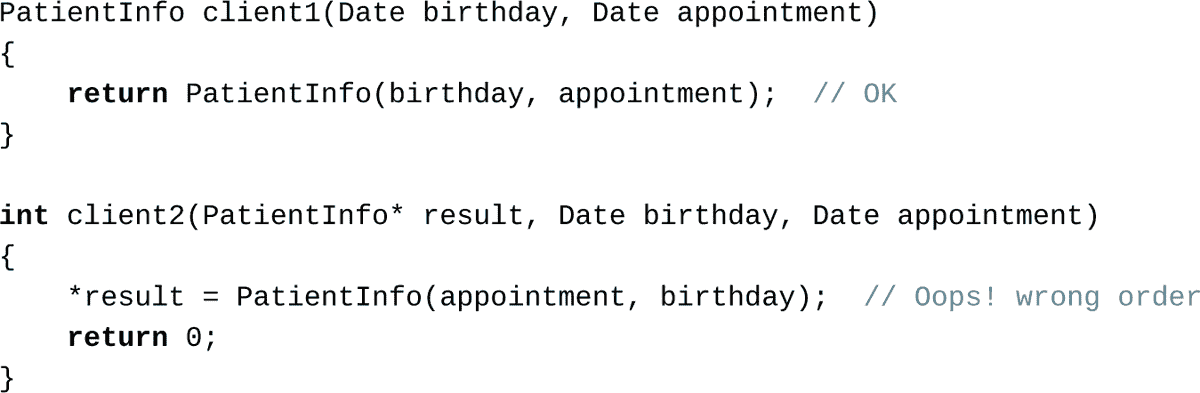 PatientInfo client1(Date birthday, Date appointment)
{
    return PatientInfo(birthday, appointment);  // OK
}

int client2(PatientInfo* result, Date birthday, Date appointment)
{
    *result = PatientInfo(appointment, birthday);  // Oops! wrong order
    return 0;
}